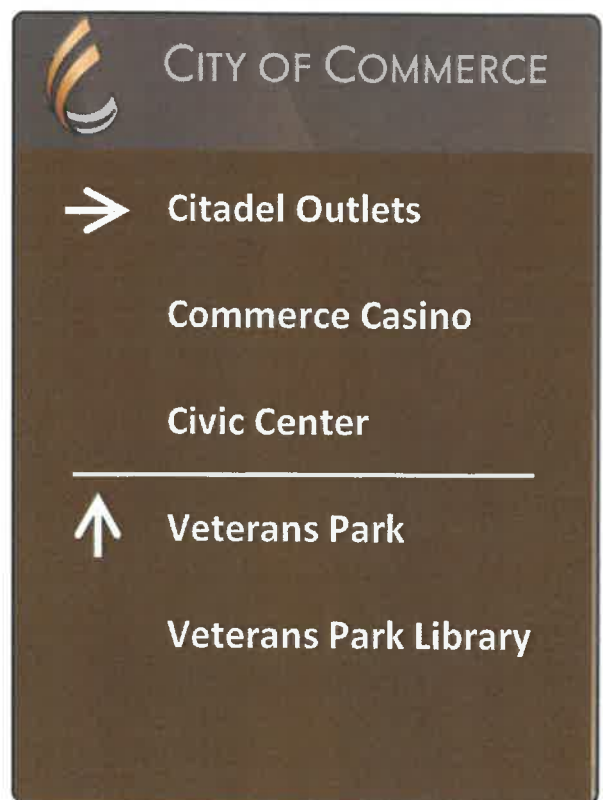 CITY OF COMMERCE
Citadel Outlets
Commerce Casino
Civic Center
Veterans Park
Veterans Park Library